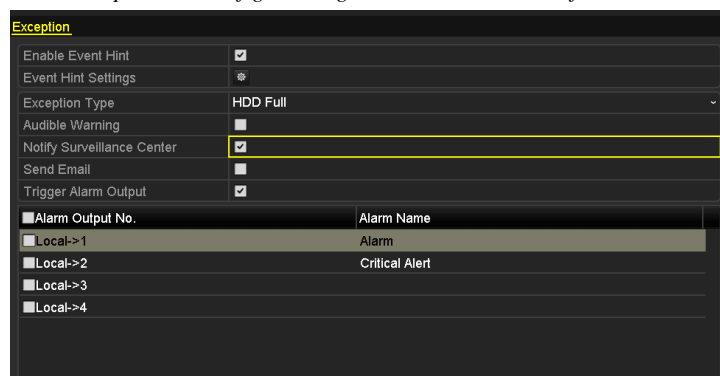 Exception
Enable Event Hint
Event Hint Settings
Exception Type HDD Full
Audible Warning
Notify Surveillance Center
Send Email
Trigger Alarm Output
Alarm Output No. Alarm Name
Local->1 Alarm
Local->2 Critical Alert
Local->3
Local->4